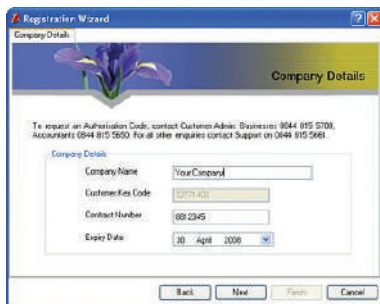 Registration Wizard
Company Details
Company Details
To request an Authorisation Code, contact Customer Admin: Businesses 0844 815 5700,
Accountants 0844 815 5650. For all other enquiries contact Support on 0844 815 5661.
Company Details
Company Name YourCompany
Customer Key Code
Contract Number 0012345
Expiry Date 30 April 2008
Back Next Finish Cancel